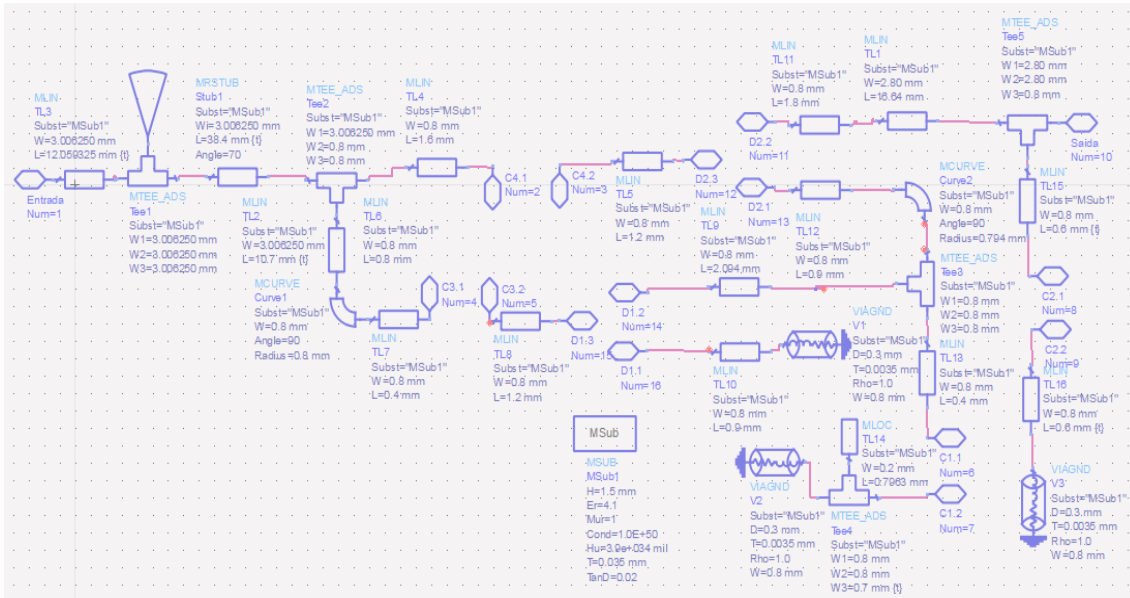 MLIN
TL3
Subst="MSub1"
W=3.006250 mm
L=12.059325 mm {t}
Entrada
Num=1
MRSTUB
Stub1
Subst="MSub1"
Wi=3.006250 mm
L=38.4 mm {t}
Angle=70
MTEE_ADS
Tee1
Subst="MSub1"
W1=3.006250 mm
W2=3.006250 mm
W3=3.006250 mm
MLIN
TL2
Subst="MSub1"
W=3.006250 mm
L=10.7 mm {t}
MTEE_ADS
Tee2
Subst="MSub1"
W1=3.006250 mm
W2=0.8 mm
W3=0.8 mm
MLIN
TL4
Subst="MSub1"
W=0.8 mm
L=1.6 mm
C4.1
Num=2
MLIN
TL6
Subst="MSub1"
W=0.8 mm
L=0.8 mm
MCURVE
Curve1
Subst="MSub1"
W=0.8 mm
Angle=90
Radius=0.8 mm
MLIN
TL7
Subst="MSub1"
W=0.8 mm
L=0.4 mm
C3.1
Num=4
C3.2
Num=5
MLIN
TL8
Subst="MSub1"
W=0.8 mm
L=1.2 mm
D1.3
C4.2
Num=3
MLIN
TL5
Subst="MSub1"
W=0.8 mm
L=1.2 mm
D2.3
Num=12
MLIN
TL11
Subst="MSub1"
W=0.8 mm
L=1.8 mm
D2.2
Num=11
MLIN
TL1
Subst="MSub1"
W=2.80 mm
L=16.64 mm
MTEE_ADS
Tee5
Subst="MSub1"
W1=2.80 mm
W2=2.80 mm
W3=0.8 mm
Saida
Num=10
D2.1
Num=13
MLIN
TL12
Subst="MSub1"
W=0.8 mm
L=0.9 mm
MCURVE
Curve2
Subst="MSub1"
W=0.8 mm
Angle=90
Radius=0.794 mm
MLIN
TL15
Subst="MSub1"
W=0.8 mm
L=0.6 mm {t}
C2.1
Num=8
MLIN
TL9
Subst="MSub1"
W=0.8 mm
L=2.094 mm
D1.2
Num=14
MTEE_ADS
Tee3
Subst="MSub1"
W1=0.8 mm
W2=0.8 mm
W3=0.8 mm
D1.1
Num=16
MLIN
TL10
Subst="MSub1"
W=0.8 mm
L=0.9 mm
VIAGND
V1
Subst="MSub1"
D=0.3 mm
T=0.0035 mm
Rho=1.0
W=0.8 mm
MLIN
TL13
Subst="MSub1"
W=0.8 mm
L=0.4 mm
C1.1
Num=6
C2.2
Num=9
MLIN
TL16
Subst="MSub1"
W=0.8 mm
L=0.6 mm {t}
MSub
MSUB
MSub1
H=1.5 mm
Er=4.1
Mur=1
Cond=1.0E+50
Hu=3.9e+034 mil
T=0.035 mm
TanD=0.02
VIAGND
V2
Subst="MSub1"
D=0.3 mm
T=0.0035 mm
Rho=1.0
W=0.8 mm
MLOC
TL14
Subst="MSub1"
W=0.2 mm
L=0.7963 mm
MTEE_ADS
Tee4
Subst="MSub1"
W1=0.8 mm
W2=0.8 mm
W3=0.7 mm {t}
C1.2
Num=7
VIAGND
V3
Subst="MSub1"
D=0.3 mm
T=0.0035 mm
Rho=1.0
W=0.8 mm